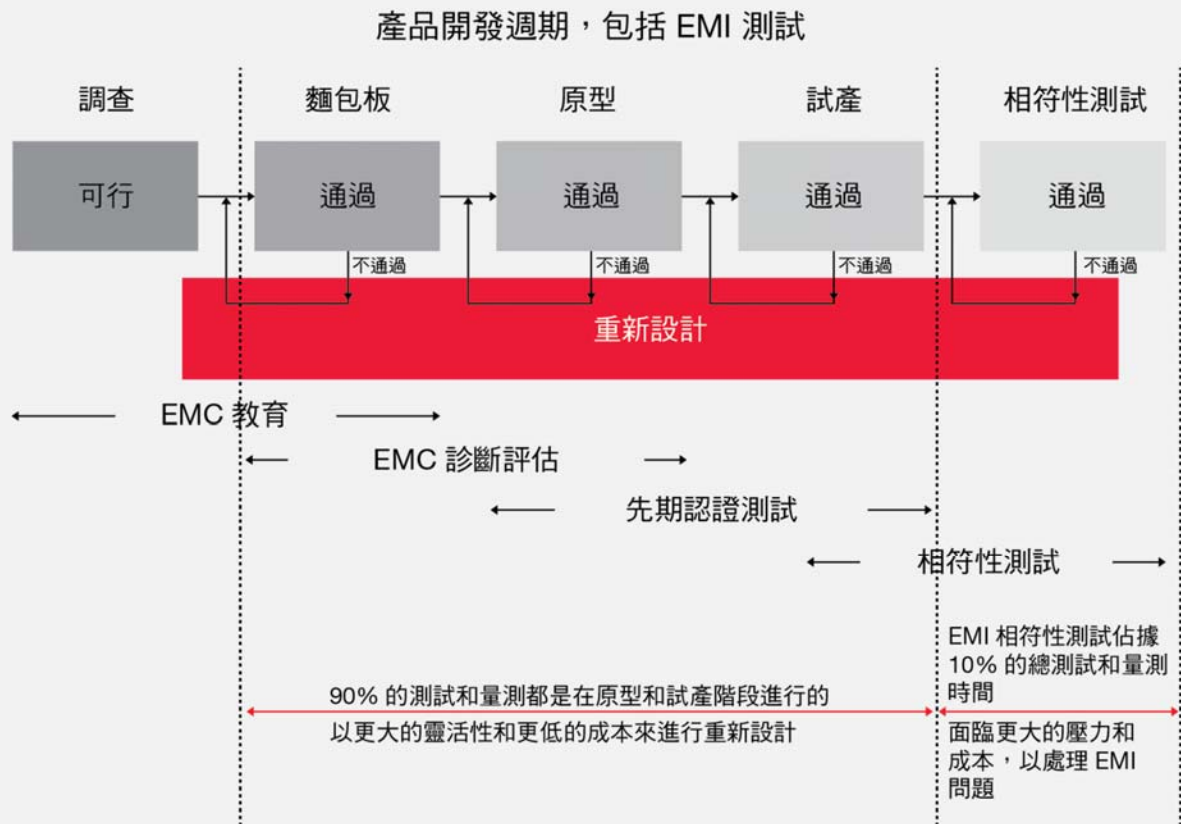 產品開發週期,包括 EMI 測試
調查
麵包板
原型
試產
相符性測試
可行
通過
通過
通過
通過
不通過
不通過
不通過
不通過
重新設計
EMC 教育
EMC 診斷評估
先期認證測試
相符性測試
90% 的測試和量測都是在原型和試產階段進行的
以更大的靈活性和更低的成本來進行重新設計
EMI 相符性測試佔據
10% 的總測試和量測
時間
面臨更大的壓力和
成本,以處理 EMI
問題